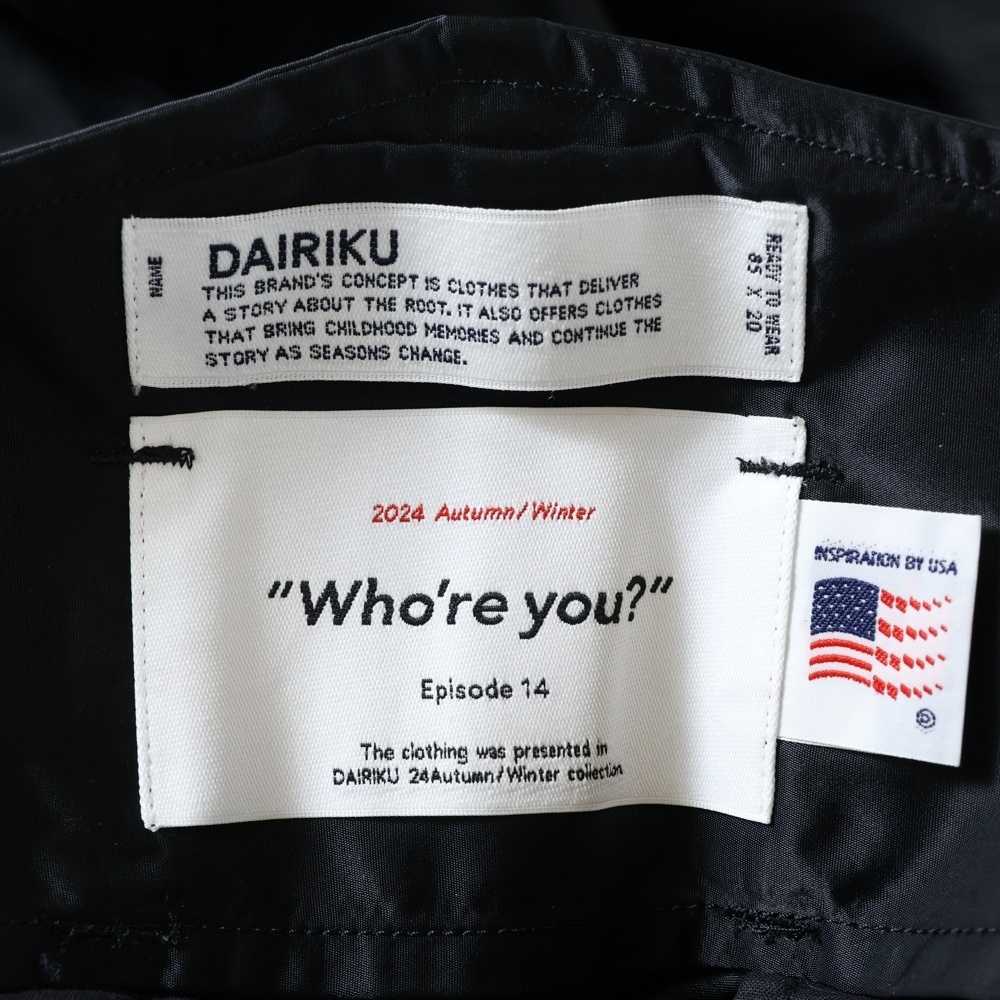 NAME
DAIRIKU
THIS BRAND'S CONCEPT IS CLOTHES THAT DELIVER
A STORY ABOUT THE ROOT. IT ALSO OFFERS CLOTHES
THAT BRING CHILDHOOD MEMORIES AND CONTINUE THE
STORY AS SEASONS CHANGE.
READY TO WEAR
85 Y 20
2024 Autumn/Winter
"Who're you?"
Episode 14
The clothing was presented in
DAIRIKU 24Autumn/Winter collection
INSPIRATION BY USA